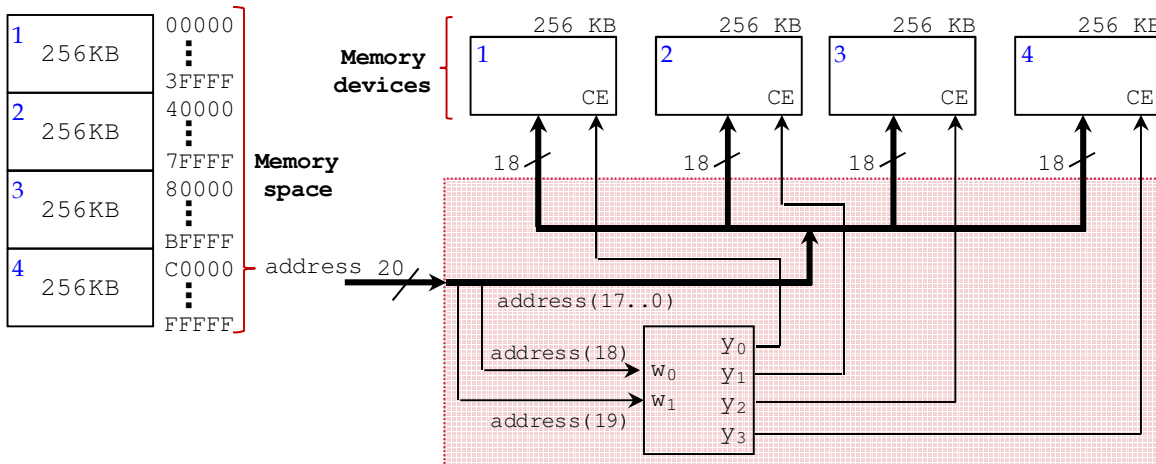 1
256KB
00000
3FFFF
2
256KB
40000
7FFFF
3
256KB
80000
BFFFF
4
256KB
C0000
FFFFF
Memory
space
Memory
devices
256 KB
1
CE
256 KB
2
CE
256 KB
3
CE
256 KB
4
CE
18
18
18
18
address 20
address(17..0)
address(18)
address(19)
w0
w1
y0
y1
y2
y3